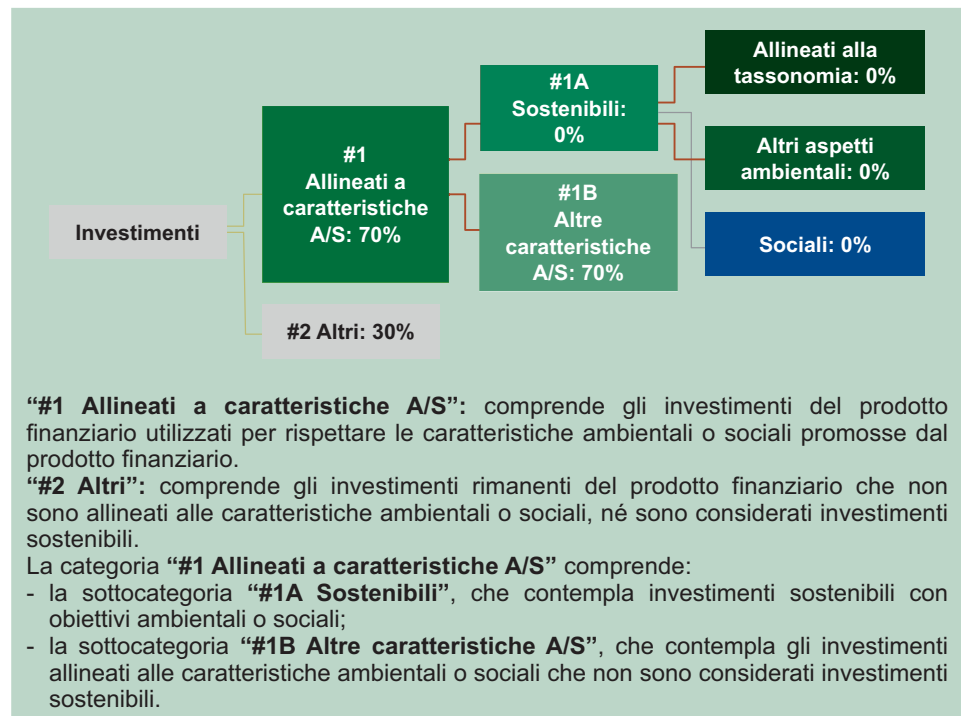 Investimenti
#1
Allineati a
caratteristiche
A/S: 70%
#2 Altri: 30%
#1A
Sostenibili:
0%
#1B
Altre
caratteristiche
A/S: 70%
Allineati alla
tassonomia: 0%
Altri aspetti
ambientali: 0%
Sociali: 0%
“#1 Allineati a caratteristiche A/S”: comprende gli investimenti del prodotto
finanziario utilizzati per rispettare le caratteristiche ambientali o sociali promosse dal
prodotto finanziario.
“#2 Altri”: comprende gli investimenti rimanenti del prodotto finanziario che non
sono allineati alle caratteristiche ambientali o sociali, né sono considerati investimenti
sostenibili.
La categoria “#1 Allineati a caratteristiche A/S” comprende:
- la sottocategoria “#1A Sostenibili”, che contempla investimenti sostenibili con
obiettivi ambientali o sociali;
- la sottocategoria “#1B Altre caratteristiche A/S”, che contempla gli investimenti
allineati alle caratteristiche ambientali o sociali che non sono considerati investimenti
sostenibili.